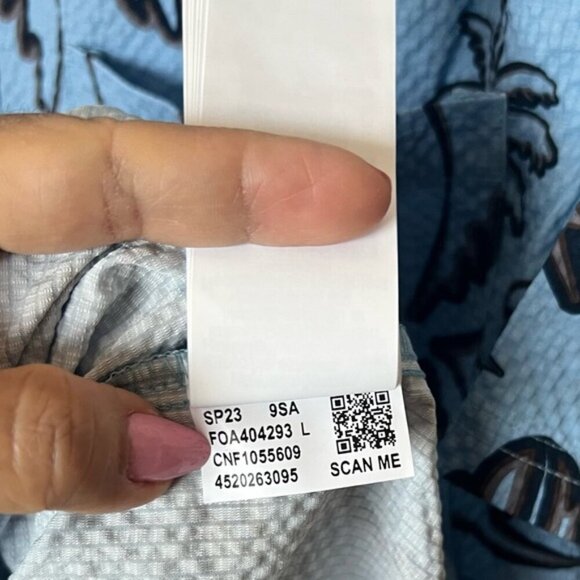 SP23 9SA
FOA404293 L
CNF1055609
4520263095
SCAN ME